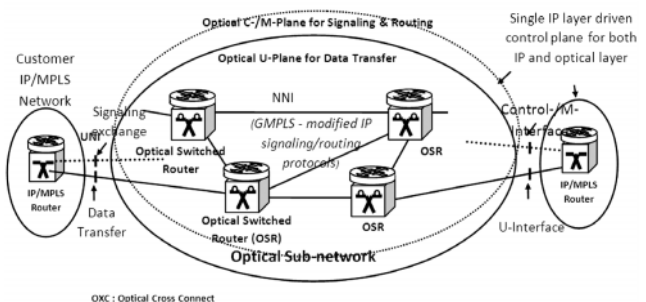 Optical C-/M-Plane for Signaling & Routing
Single IP layer driven
control plane for both
IP and optical layer
Customer
IP/MPLS
Network
Optical U-Plane for Data Transfer
Signaling
exchange
NNI
(GMPLS - modified IP
signaling/routing
protocols)
UNI
Control-/M-
Interface
Optical Switched
Router
OSR
IP/MPLS
Router
IP/MPLS
Router
Data
Transfer
Optical Switched
Router (OSR)
OSR
U-Interface
Optical Sub-network
OXC : Optical Cross Connect